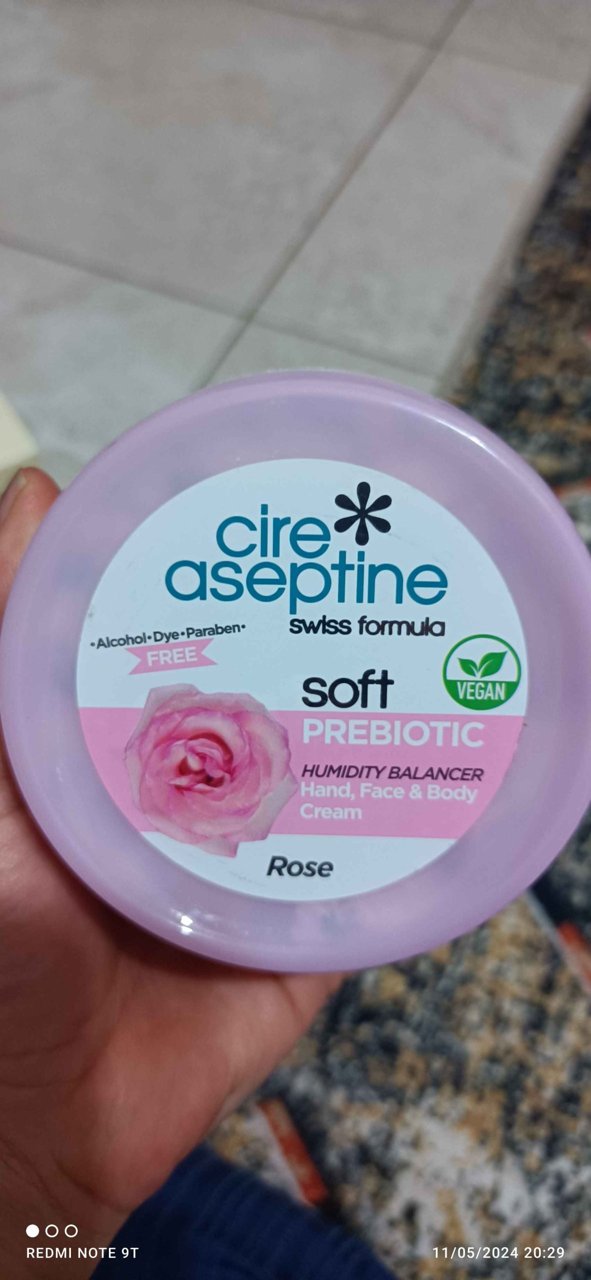 cire
aseptine
swiss formula
•Alcohol•Dye•Paraben•
FREE
VEGAN
soft
PREBIOTIC
HUMIDITY BALANCER
Hand, Face & Body
Cream
Rose
REDMI NOTE 9T
11/05/2024 20:29